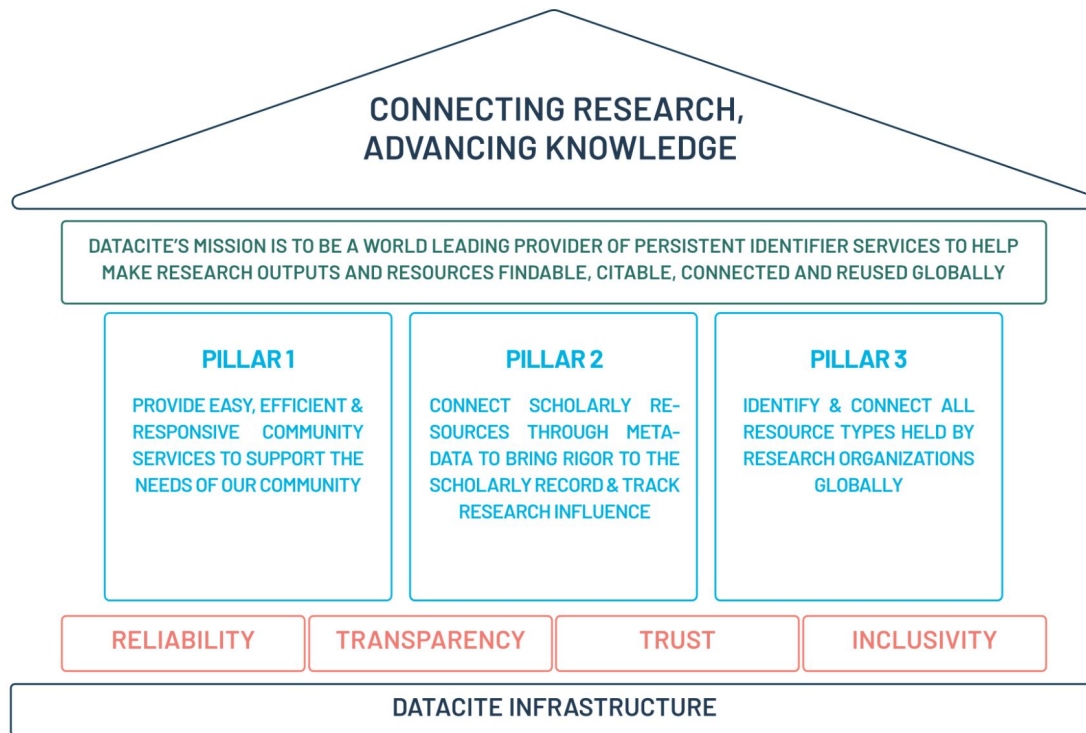 CONNECTING RESEARCH,
ADVANCING KNOWLEDGE
DATACITE'S MISSION IS TO BE A WORLD LEADING PROVIDER OF PERSISTENT IDENTIFIER SERVICES TO HELP
MAKE RESEARCH OUTPUTS AND RESOURCES FINDABLE, CITABLE, CONNECTED AND REUSED GLOBALLY
PILLAR 1
PROVIDE EASY, EFFICIENT &
RESPONSIVE COMMUNITY
SERVICES TO SUPPORT THE
NEEDS OF OUR COMMUNITY
PILLAR 2
CONNECT SCHOLARLY RE-
SOURCES THROUGH META-
DATA TO BRING RIGOR TO THE
SCHOLARLY RECORD & TRACK
RESEARCH INFLUENCE
PILLAR 3
IDENTIFY & CONNECT ALL
RESOURCE TYPES HELD BY
RESEARCH ORGANIZATIONS
GLOBALLY
RELIABILITY
TRANSPARENCY
TRUST
INCLUSIVITY
DATACITE INFRASTRUCTURE